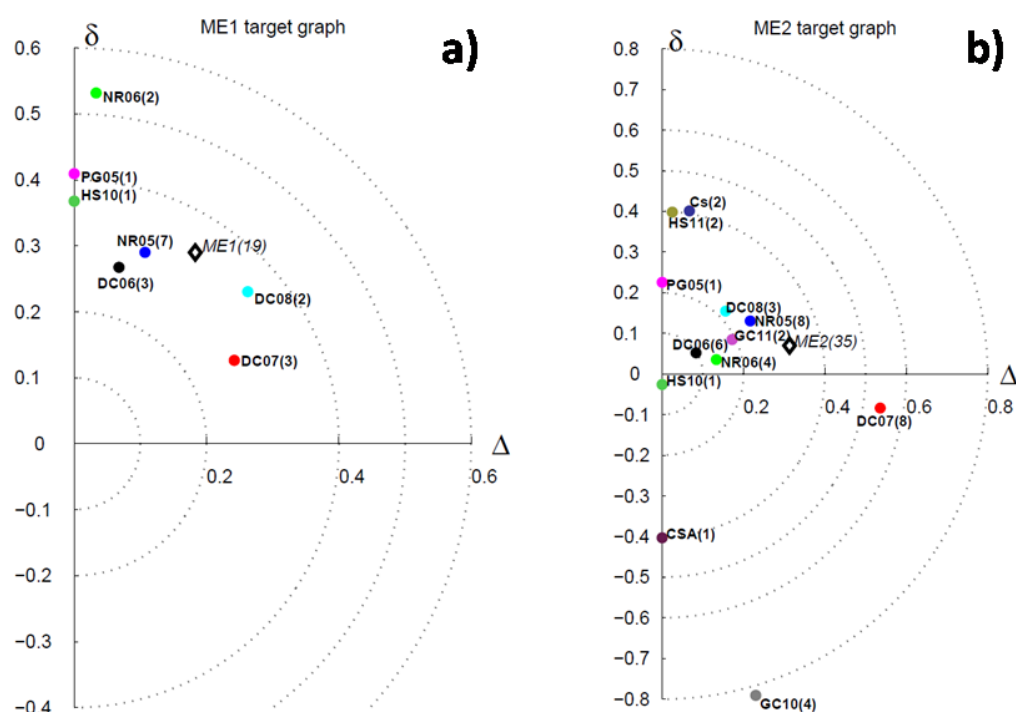 ME1 target graph
δ
a)
0.6
0.5
0.4
0.3
0.2
0.1
0
−0.1
−0.2
−0.3
−0.4
NR06(2)
PG05(1)
HS10(1)
NR05(7)
ME1(19)
DC06(3)
DC08(2)
DC07(3)
Δ
0.2
0.4
0.6
ME2 target graph
δ
b)
0.8
0.7
0.6
0.5
0.4
0.3
0.2
0.1
0
−0.1
−0.2
−0.3
−0.4
−0.5
−0.6
−0.7
−0.8
Cs(2)
HS11(2)
PG05(1)
DC08(3)
NR05(8)
GC11(2)
ME2(35)
DC06(6)
NR06(4)
HS10(1)
Δ
0.2
0.4
0.6
0.8
DC07(8)
CSA(1)
GC10(4)